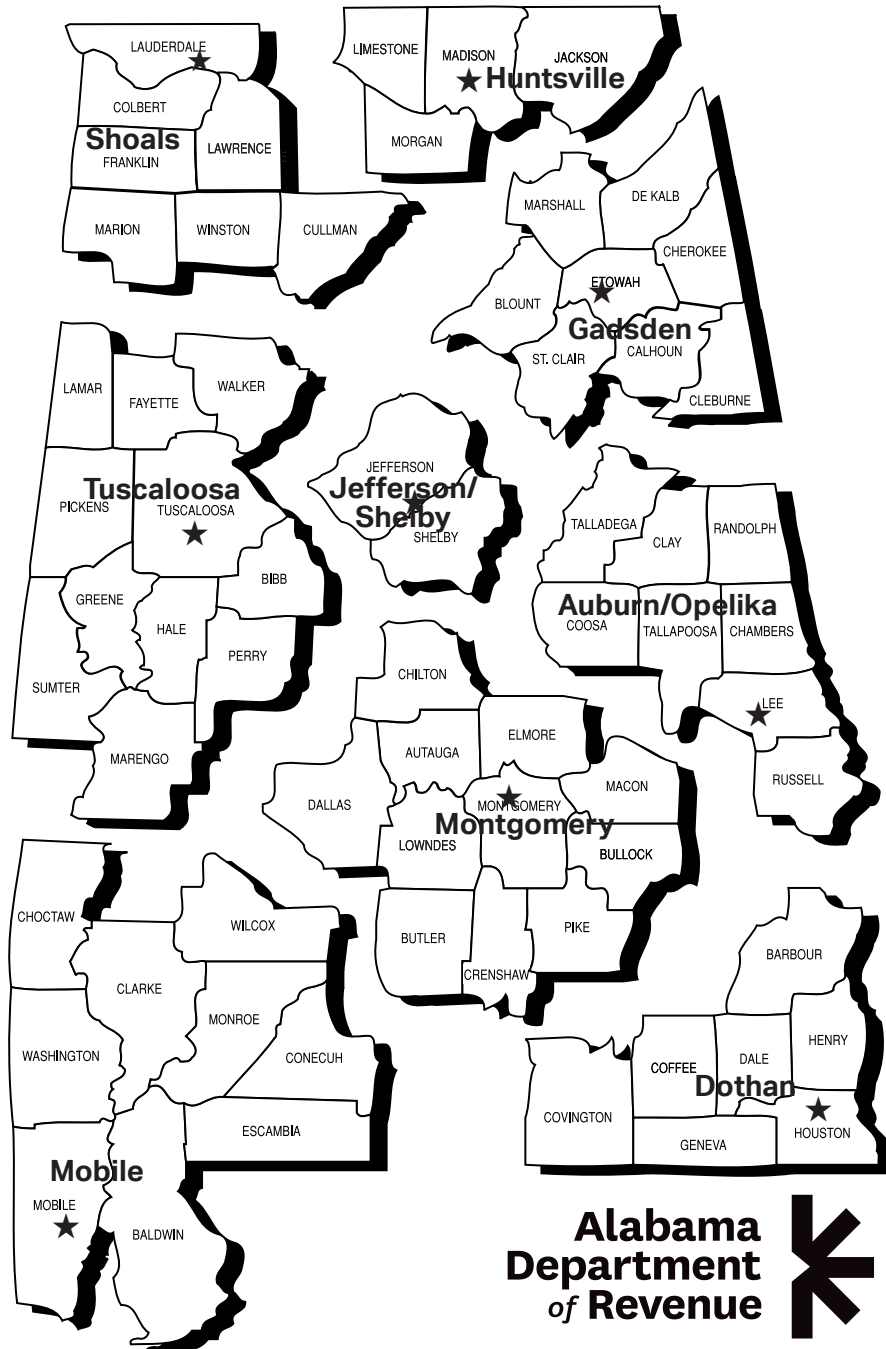 LAUDERDALE
COLBERT
Shoals
FRANKLIN
LAWRENCE
MARION
WINSTON
CULLMAN
LIMESTONE
MADISON
JACKSON
Huntsville
MORGAN
MARSHALL
DE KALB
CHEROKEE
ETOWAH
BLOUNT
Gadsden
ST. CLAIR
CALHOUN
CLEBURNE
LAMAR
FAYETTE
WALKER
Tuscaloosa
PICKENS
TUSCALOOSA
BIBB
GREENE
HALE
PERRY
SUMTER
MARENGO
JEFFERSON
Jefferson/
Shelby
SHELBY
TALLADEGA
CLAY
RANDOLPH
Auburn/Opelika
COOSA
TALLAPOOSA
CHAMBERS
LEE
RUSSELL
CHILTON
AUTAUGA
ELMORE
DALLAS
MONTGOMERY
MACON
Montgomery
LOWNDES
BULLOCK
BUTLER
CRENSHAW
PIKE
CHOCTAW
WILCOX
CLARKE
MONROE
WASHINGTON
CONECUH
ESCAMBIA
Mobile
MOBILE
BALDWIN
BARBOUR
HENRY
COFFEE
DALE
Dothan
COVINGTON
GENEVA
HOUSTON
Alabama
Department
of Revenue